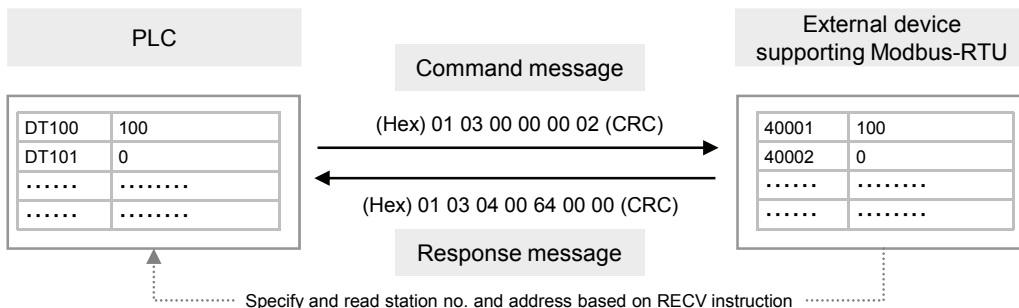 PLC
External device
supporting Modbus-RTU
Command message
(Hex) 01 03 00 00 00 02 (CRC)
DT100 100
DT101 0
…… ……..
…… ……..
40001 100
40002 0
…… ……..
…… ……..
(Hex) 01 03 04 00 64 00 00 (CRC)
Response message
Specify and read station no. and address based on RECV instruction